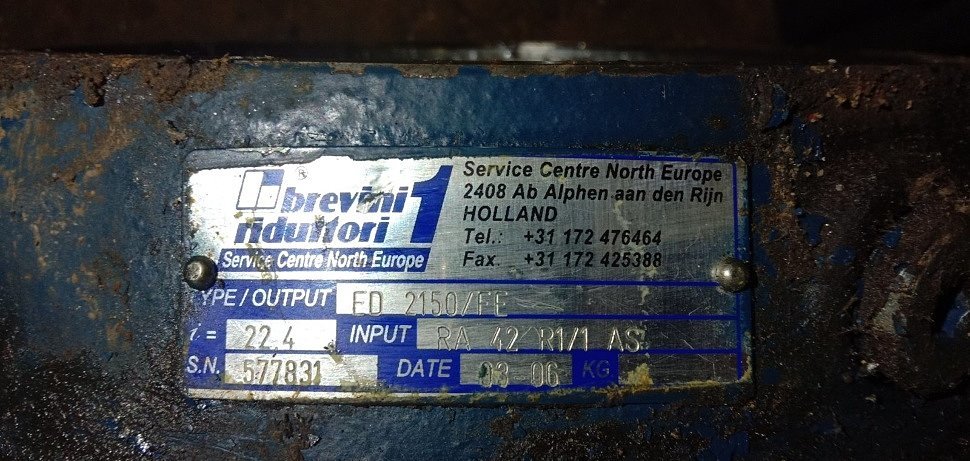 brevini
riduttori
1
Service Centre North Europe
Service Centre North Europe
2408 Ab Alphen aan den Rijn
HOLLAND
Tel.: +31 172 476464
Fax. +31 172 425388
TYPE / OUTPUT ED 2150/FE
i = 22.4 INPUT RA 42 R1/1 AS
S.N. 577831 DATE 03 06 KG